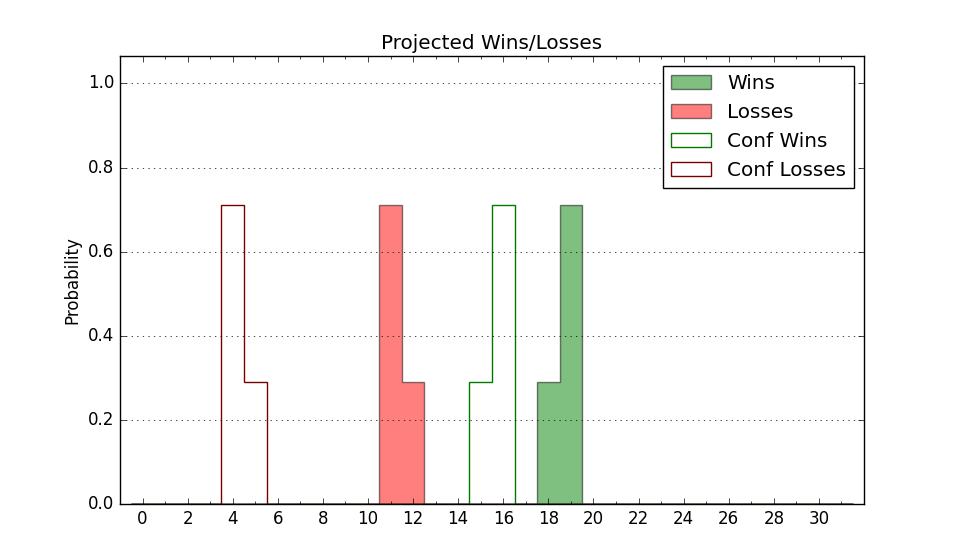 Projected Wins/Losses
Probability
1.0
0.8
0.6
0.4
0.2
0.0
0 2 4 6 8 10 12 14 16 18 20 22 24 26 28 30
Wins
Losses
Conf Wins
Conf Losses